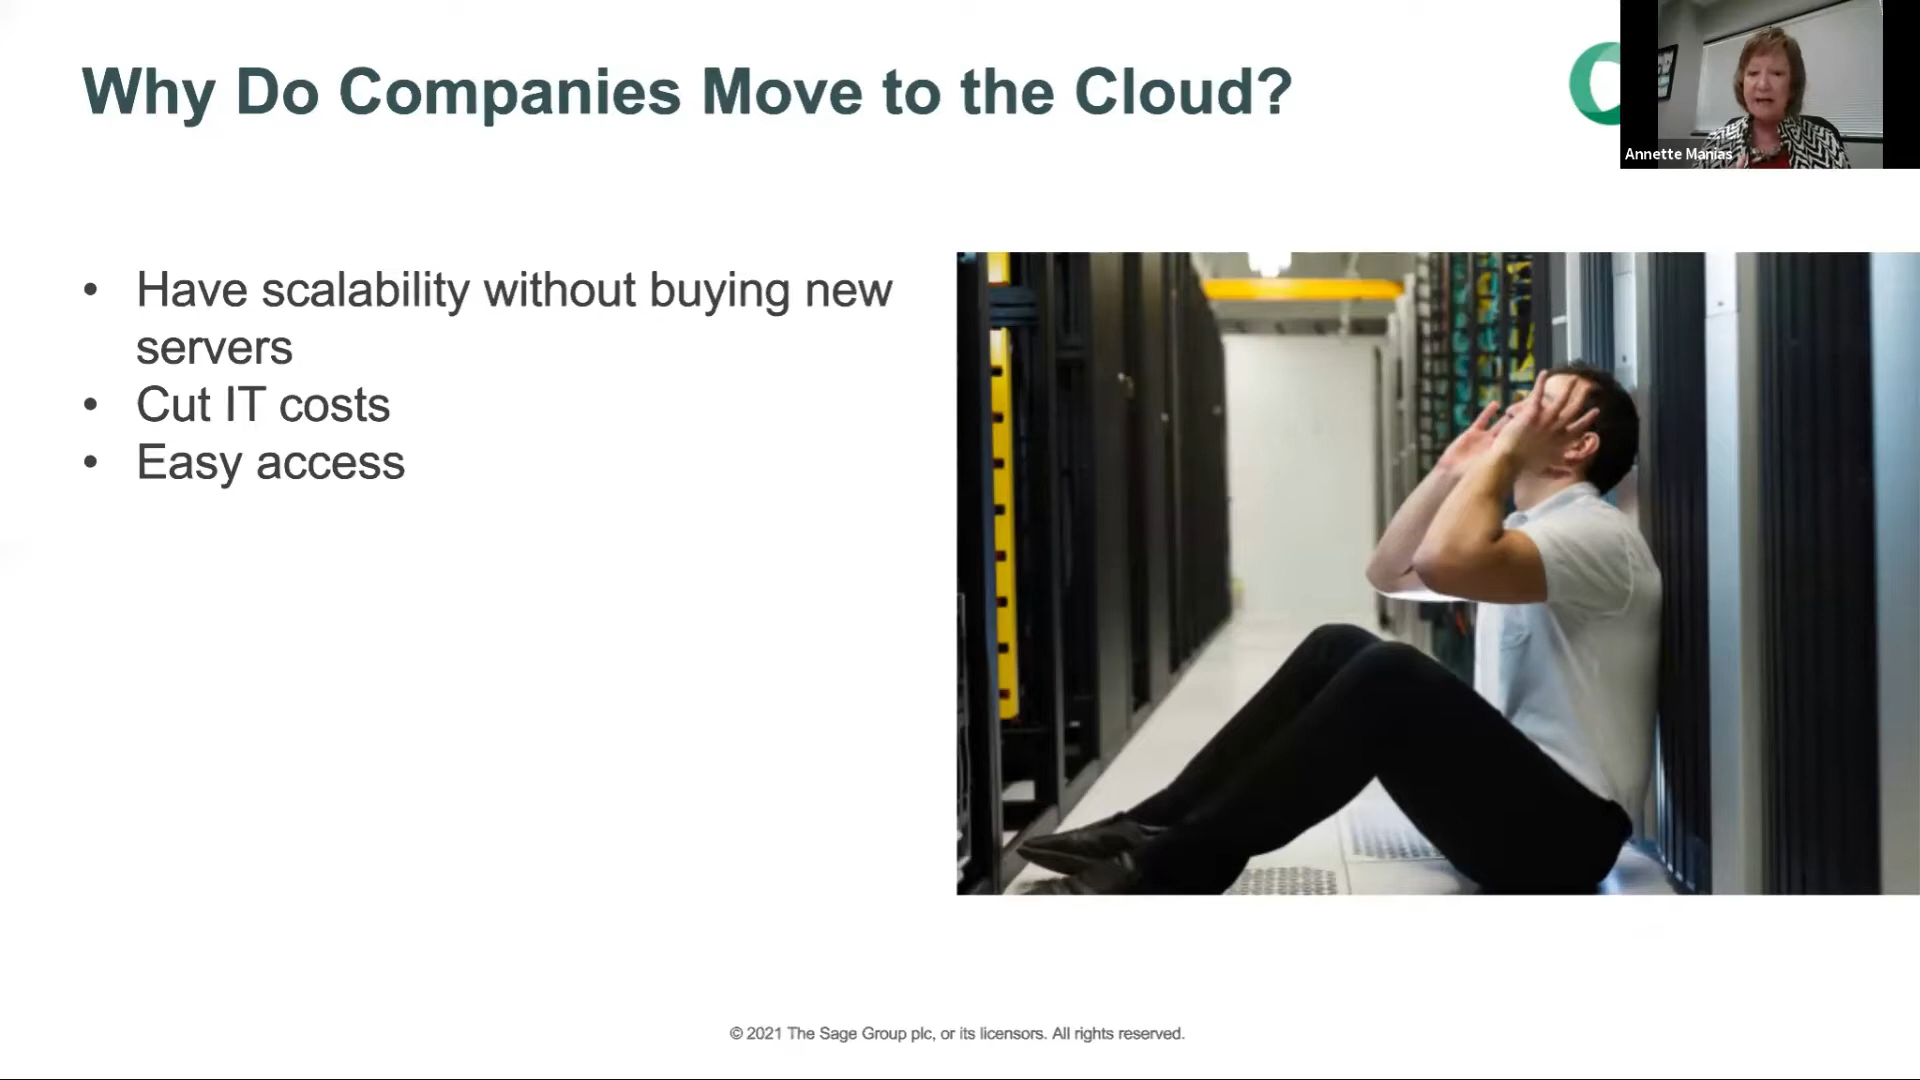 Why Do Companies Move to the Cloud?
Annette Manias
• Have scalability without buying new
servers
• Cut IT costs
• Easy access
© 2021 The Sage Group plc, or its licensors. All rights reserved.